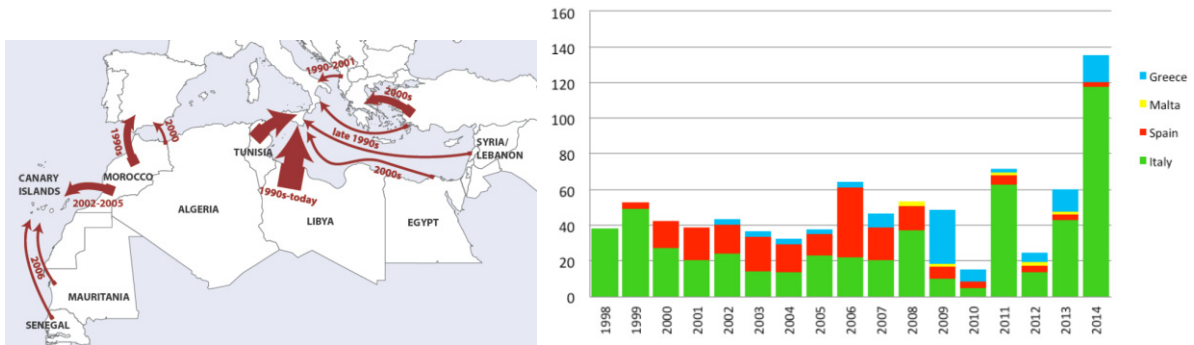 1990-2001
2000s
1990s
2000
TUNISIA
late 1990s
SYRIA/
LEBANON
CANARY
ISLANDS
MOROCCO
2000s
2002-2005
1990s-today
ALGERIA
LIBYA
EGYPT
2006
MAURITANIA
SENEGAL
160
140
120
100
80
60
40
20
0
1998
1999
2000
2001
2002
2003
2004
2005
2006
2007
2008
2009
2010
2011
2012
2013
2014
Greece
Malta
Spain
Italy